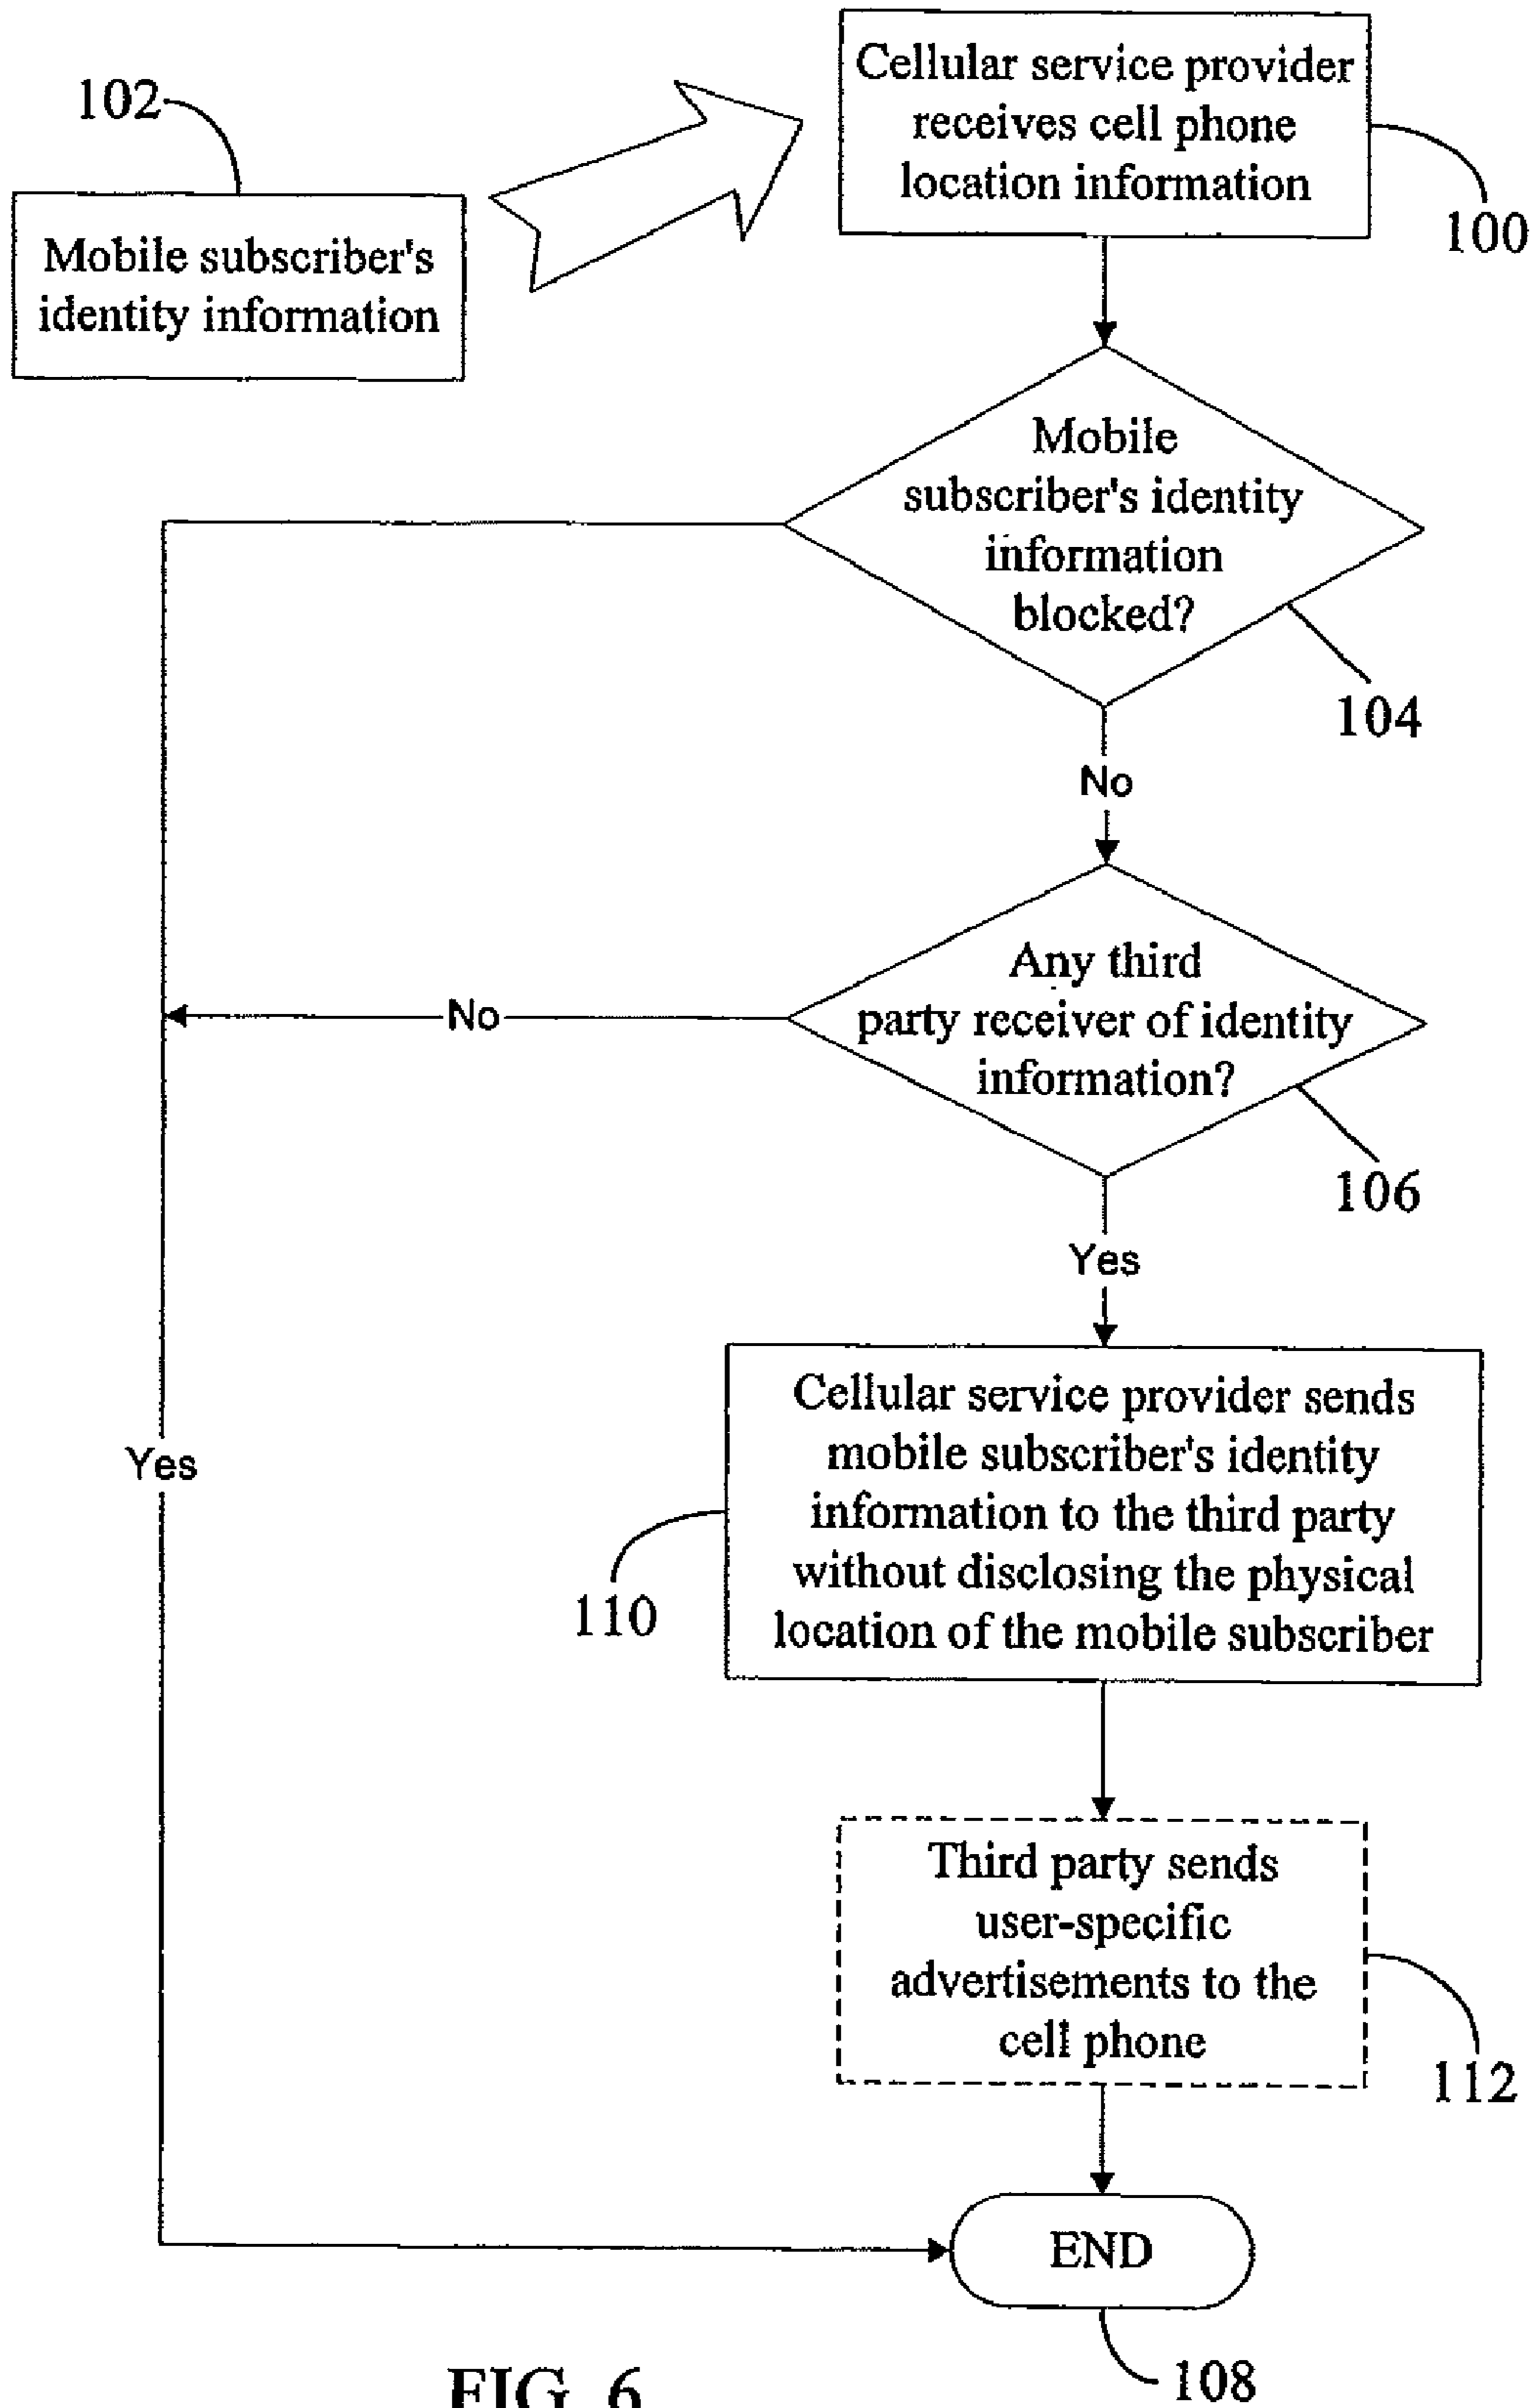 Cellular service provider
receives cell phone
location information
100
102
Mobile subscriber's
identity information
Mobile
subscriber's identity
information
blocked?
104
No
Any third
party receiver of identity
information?
106
No
Yes
Cellular service provider sends
mobile subscriber's identity
information to the third party
without disclosing the physical
location of the mobile subscriber
110
Yes
Third party sends
user-specific
advertisements to the
cell phone
112
END
108
FIG. 6